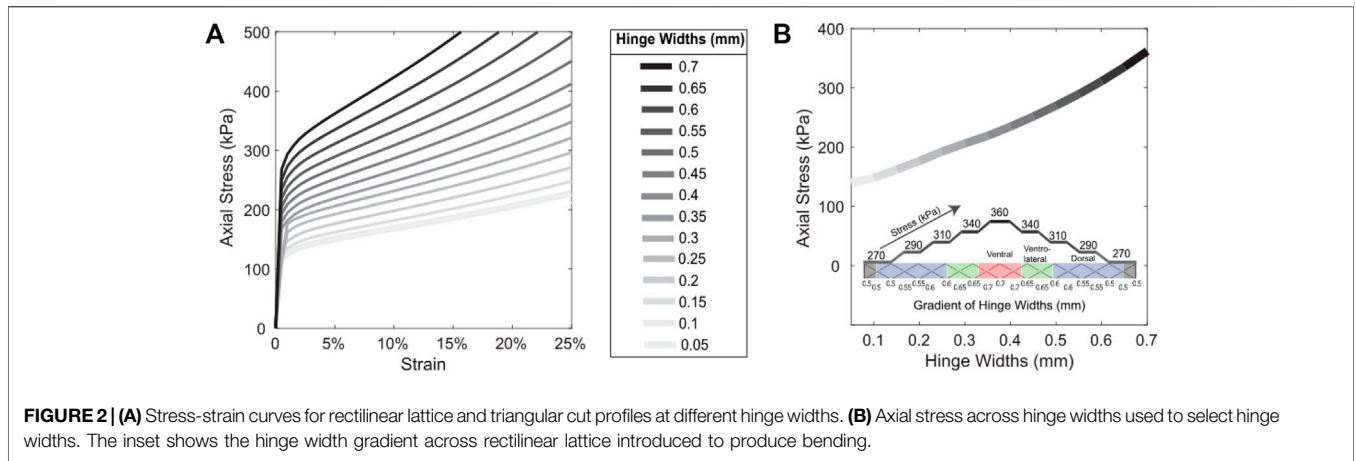 A
500
400
300
200
100
0
Axial Stress (kPa)
0
5%
10%
15%
20%
25%
Strain
Hinge Widths (mm)
0.7
0.65
0.6
0.55
0.5
0.45
0.4
0.35
0.3
0.25
0.2
0.15
0.1
0.05
B
400
300
200
100
0
Axial Stress (kPa)
Stress (kPa)
270
290
310
340
360
340
310
290
270
Ventral
Ventro-
lateral
Dorsal
0.5 0.5 0.55 0.55 0.6 0.6 0.65 0.65 0.7 0.7 0.7 0.65 0.65 0.6 0.6 0.55 0.55 0.5 0.5
Gradient of Hinge Widths (mm)
0.1
0.2
0.3
0.4
0.5
0.6
0.7
Hinge Widths (mm)
FIGURE 2 | (A) Stress-strain curves for rectilinear lattice and triangular cut profiles at different hinge widths. (B) Axial stress across hinge widths used to select hinge
widths. The inset shows the hinge width gradient across rectilinear lattice introduced to produce bending.